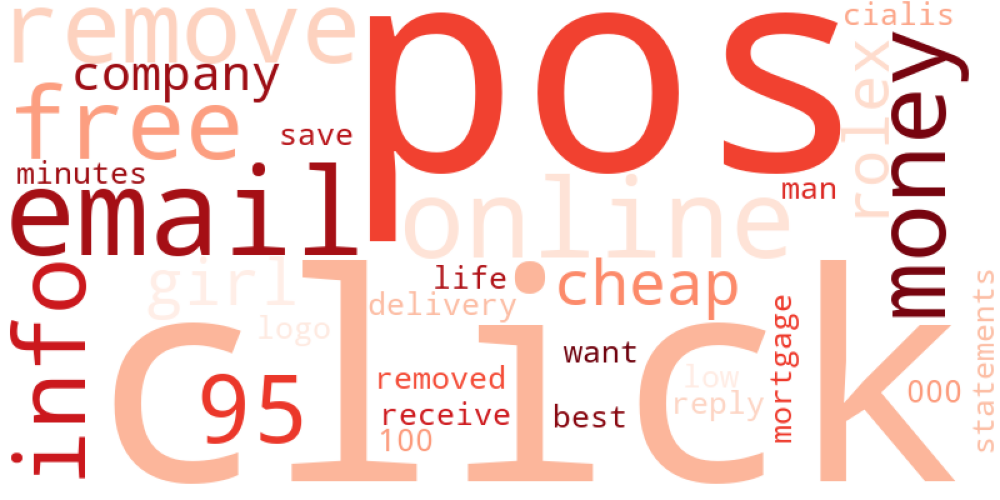 remove
pos
cialis
company
free
save
rolex
money
minutes
email
online
man
info
girl
life
cheap
delivery
logo
click
mortgage
statements
want
95
removed
low
000
receive
best
reply
100